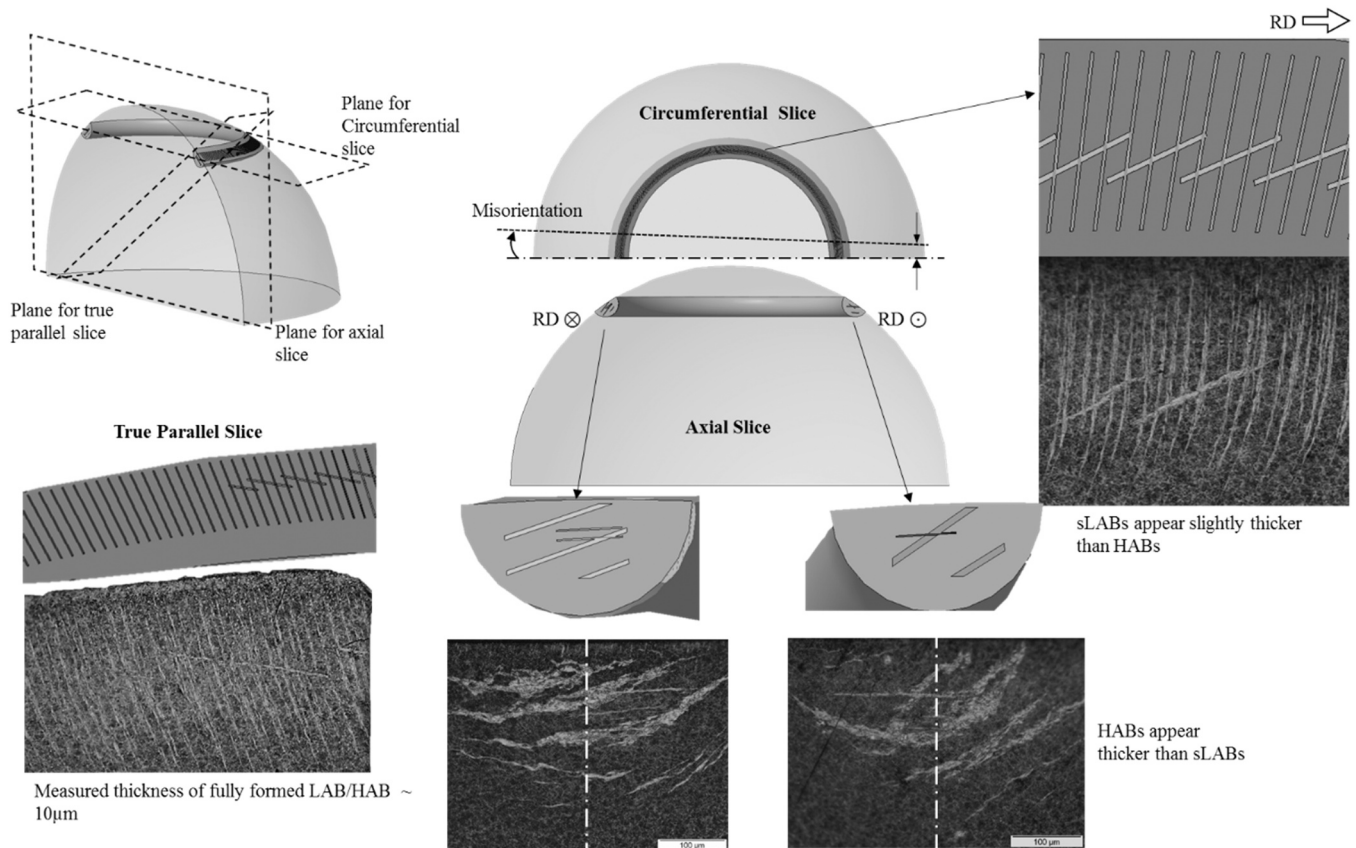 RD
Plane for
Circumferential
slice
Circumferential Slice
Misorientation
Plane for true
parallel slice
Plane for axial
slice
RD
RD
Axial Slice
True Parallel Slice
sLABs appear slightly thicker
than HABs
HABs appear
thicker than sLABs
Measured thickness of fully formed LAB/HAB ~
10μm
100 μm
100 μm